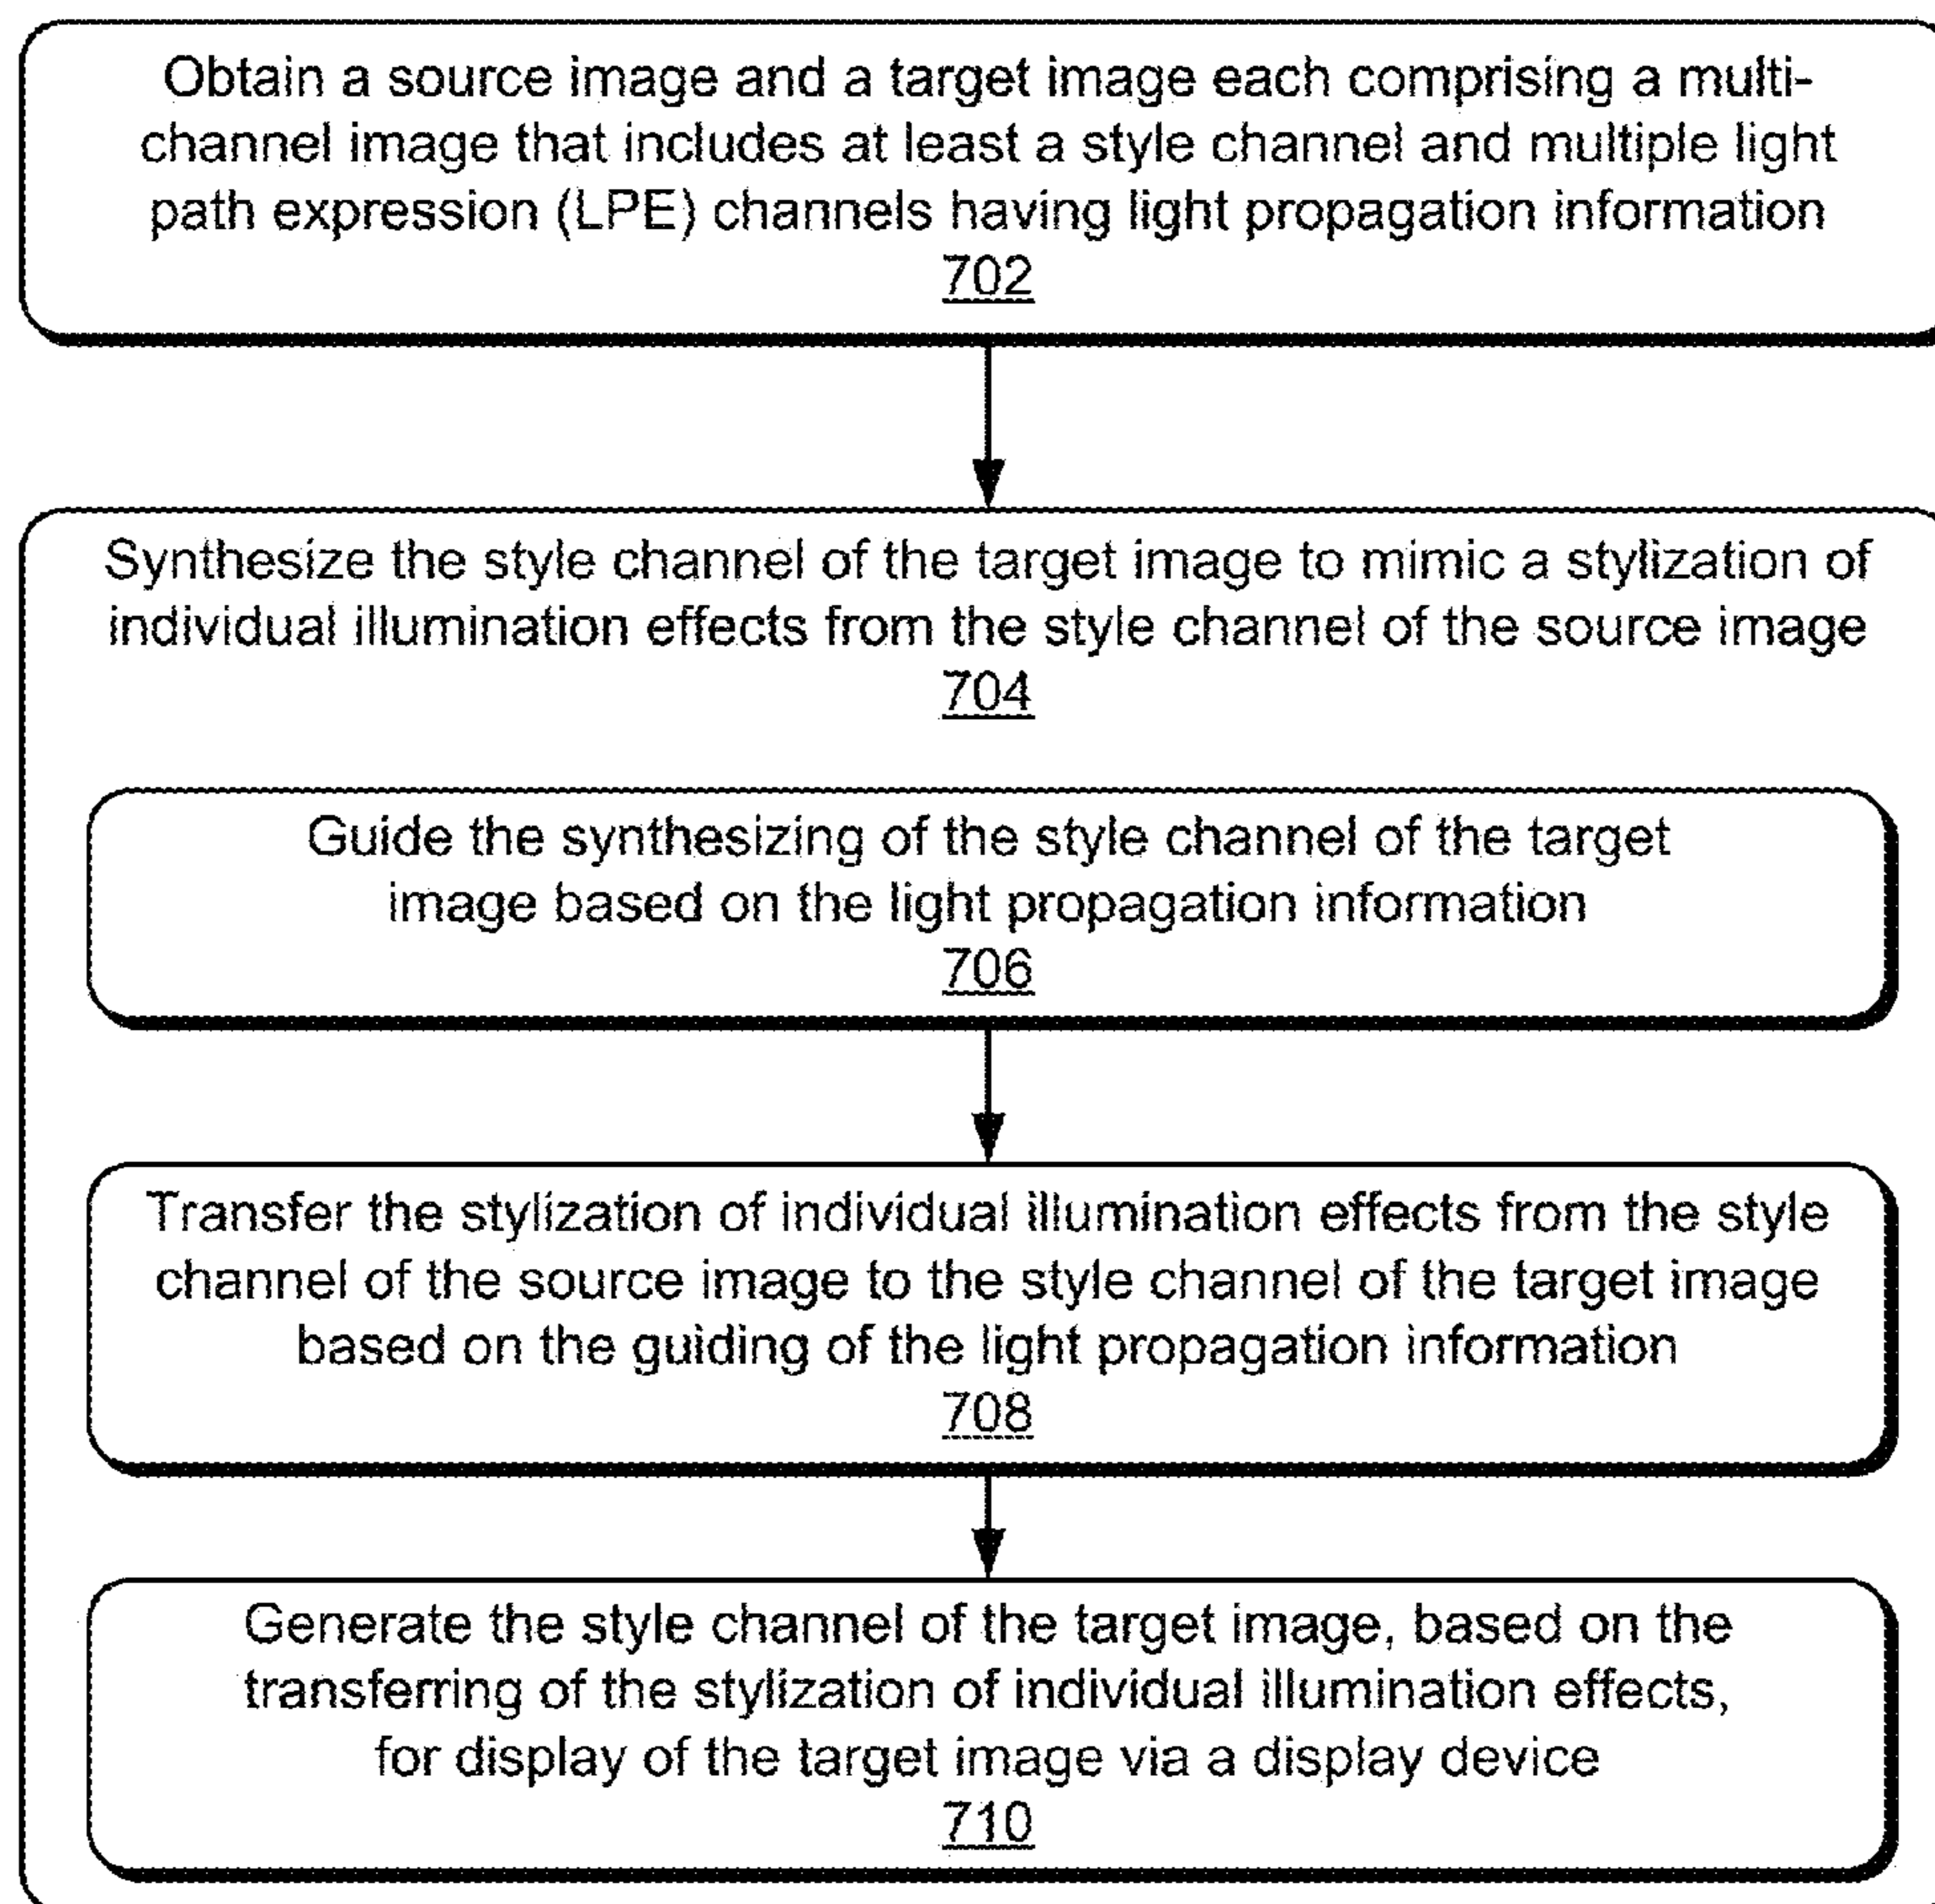 Obtain a source image and a target image each comprising a multi-
channel image that includes at least a style channel and multiple light
path expression (LPE) channels having light propagation information
702
Synthesize the style channel of the target image to mimic a stylization of
individual illumination effects from the style channel of the source image
704
Guide the synthesizing of the style channel of the target
image based on the light propagation information
706
Transfer the stylization of individual illumination effects from the style
channel of the source image to the style channel of the target image
based on the guiding of the light propagation information
708
Generate the style channel of the target image, based on the
transferring of the stylization of individual illumination effects,
for display of the target image via a display device
710